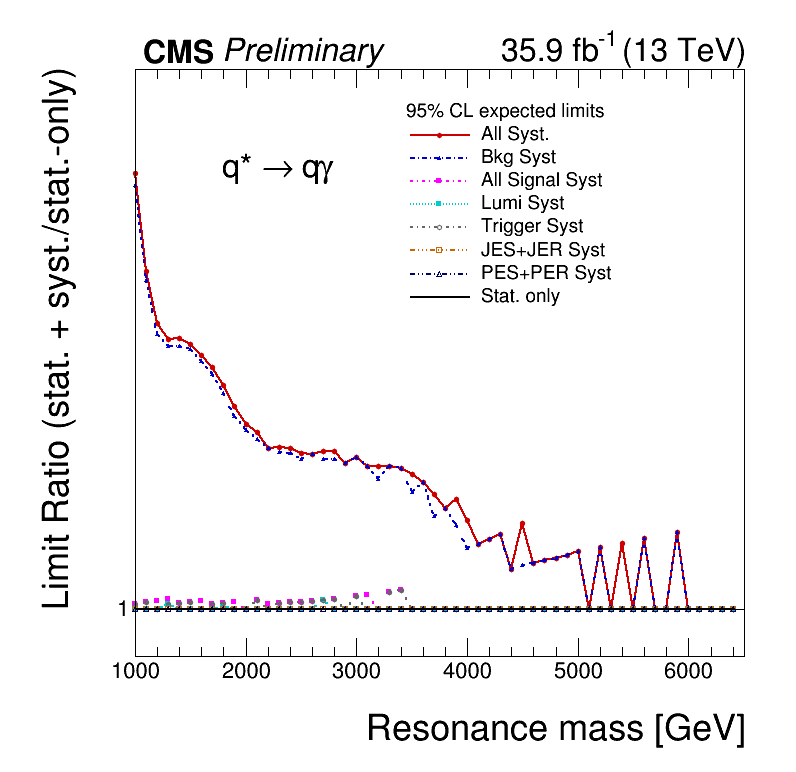 CMS Preliminary 35.9 fb⁻¹ (13 TeV)
Limit Ratio (stat. + syst./stat.-only)
q* → qγ
95% CL expected limits
All Syst.
Bkg Syst
All Signal Syst
Lumi Syst
Trigger Syst
JES+JER Syst
PES+PER Syst
Stat. only
1
1000 2000 3000 4000 5000 6000
Resonance mass [GeV]